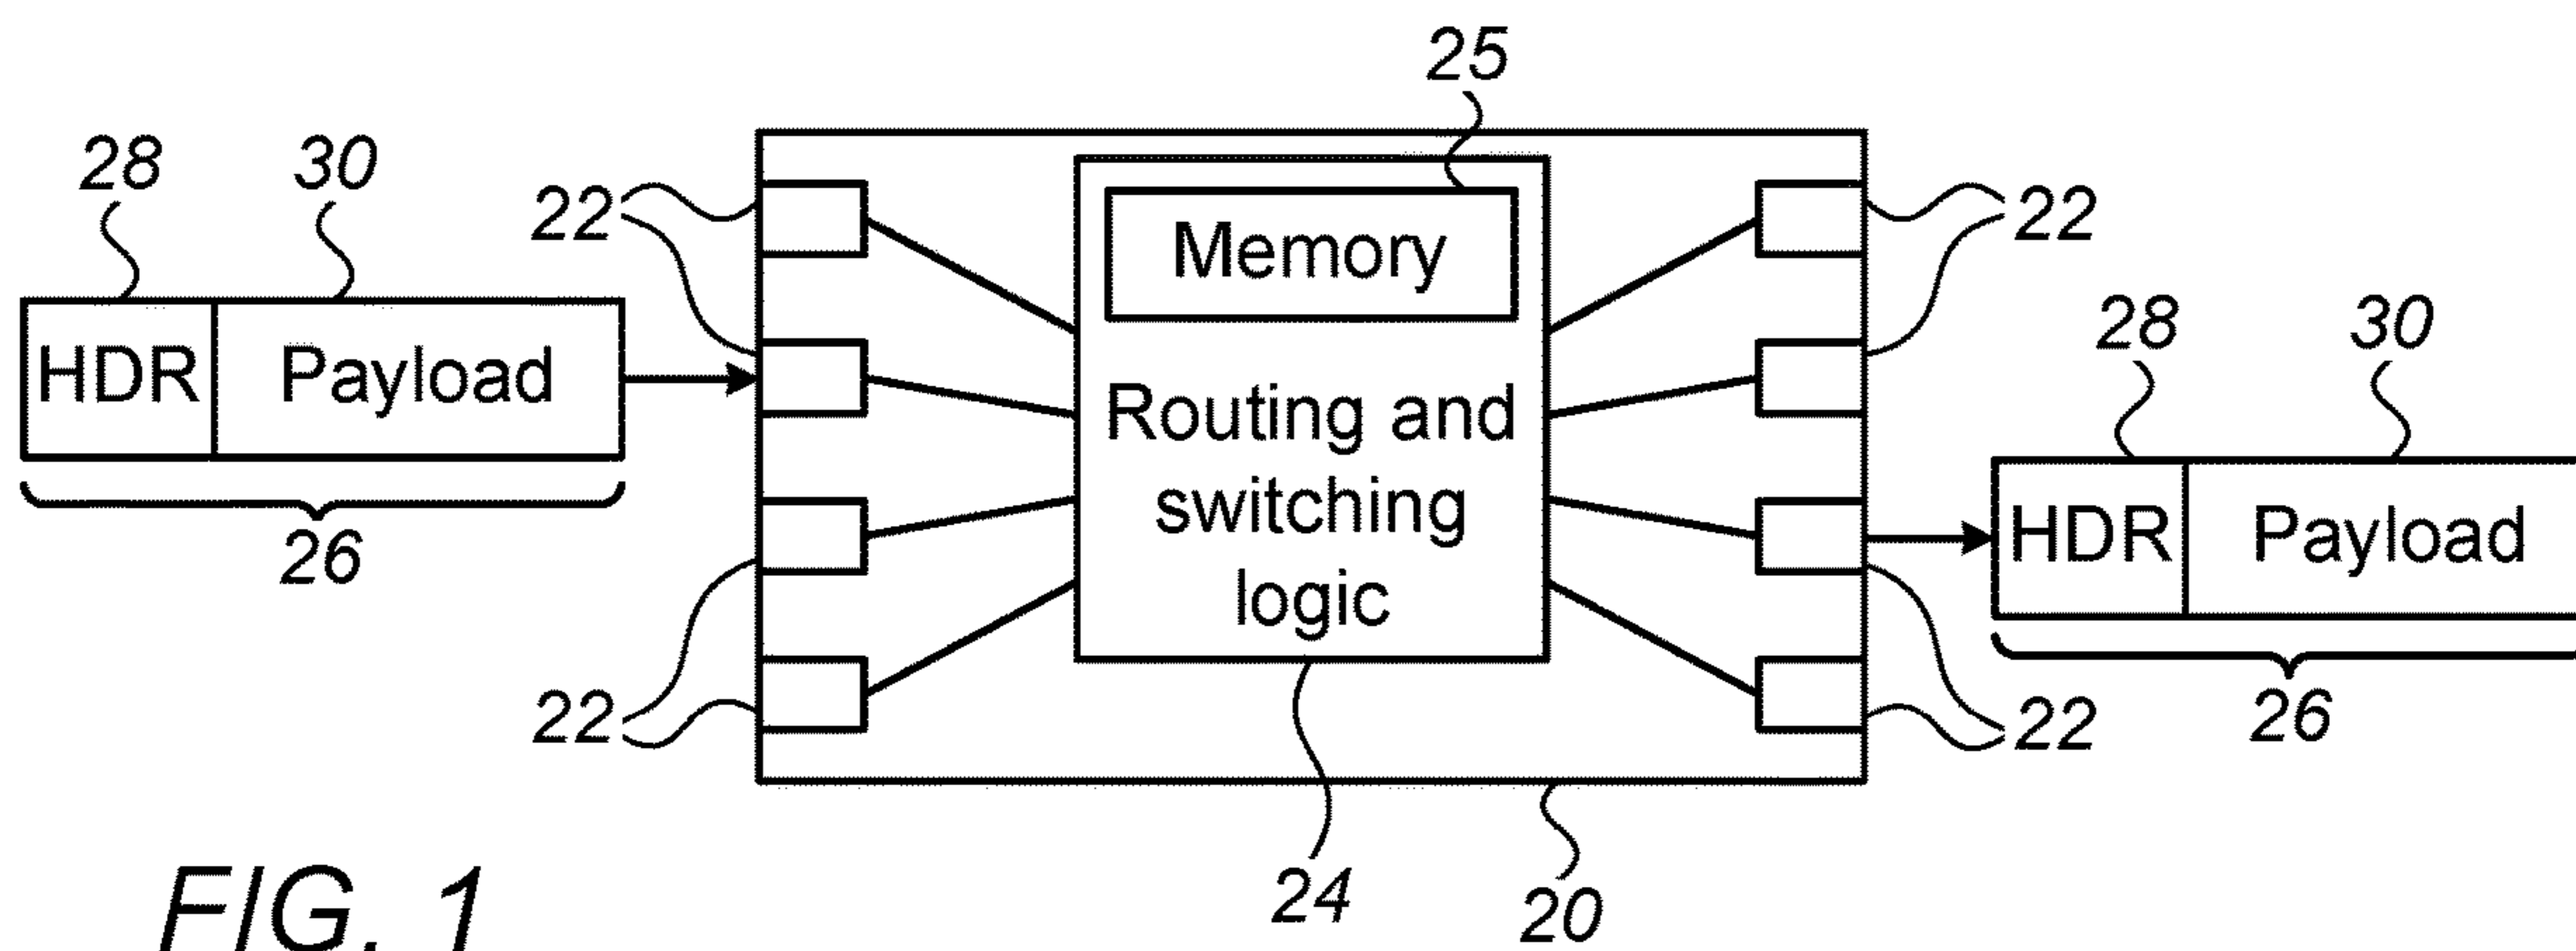 25
28 30
22 22
Memory
28 30
HDR Payload
Routing and
switching
logic
HDR Payload
26
22 22
26
24 20
FIG. 1